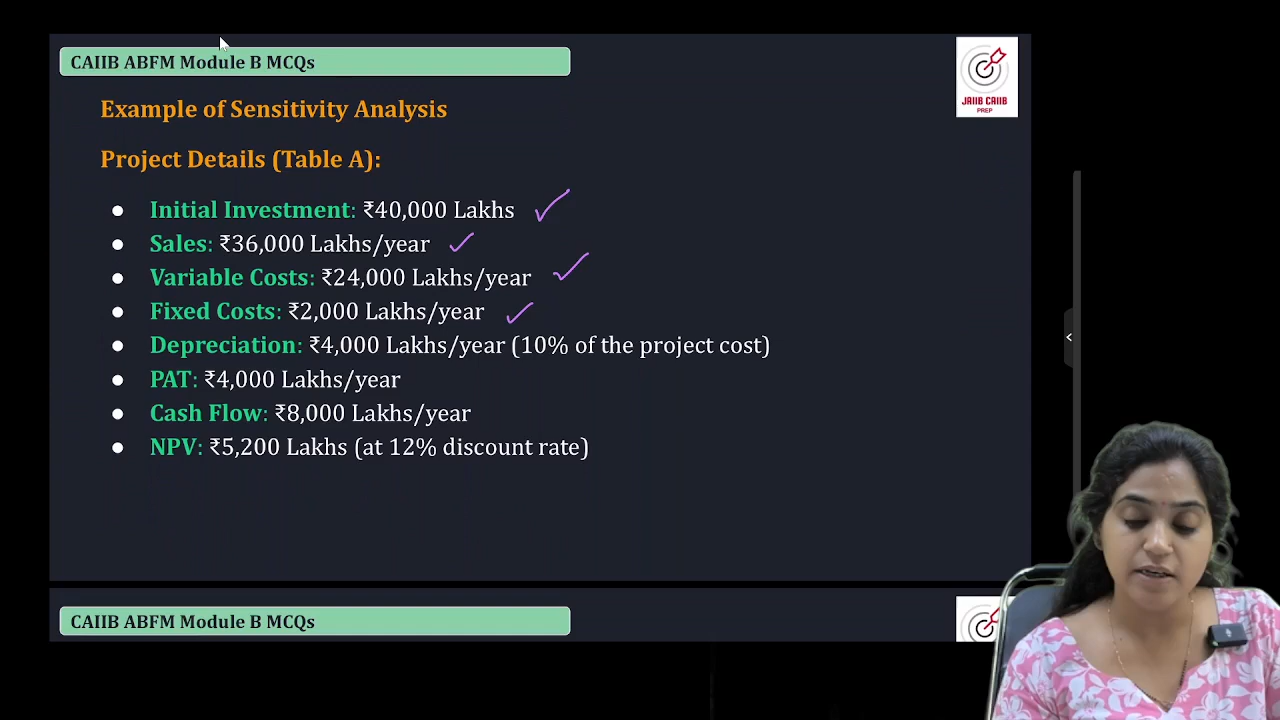 CAIIB ABFM Module B MCQs
JAIIB CAIIB
PREP
Example of Sensitivity Analysis
Project Details (Table A):
● Initial Investment: ₹40,000 Lakhs
● Sales: ₹36,000 Lakhs/year
● Variable Costs: ₹24,000 Lakhs/year
● Fixed Costs: ₹2,000 Lakhs/year
● Depreciation: ₹4,000 Lakhs/year (10% of the project cost)
● PAT: ₹4,000 Lakhs/year
● Cash Flow: ₹8,000 Lakhs/year
● NPV: ₹5,200 Lakhs (at 12% discount rate)
CAIIB ABFM Module B MCQs